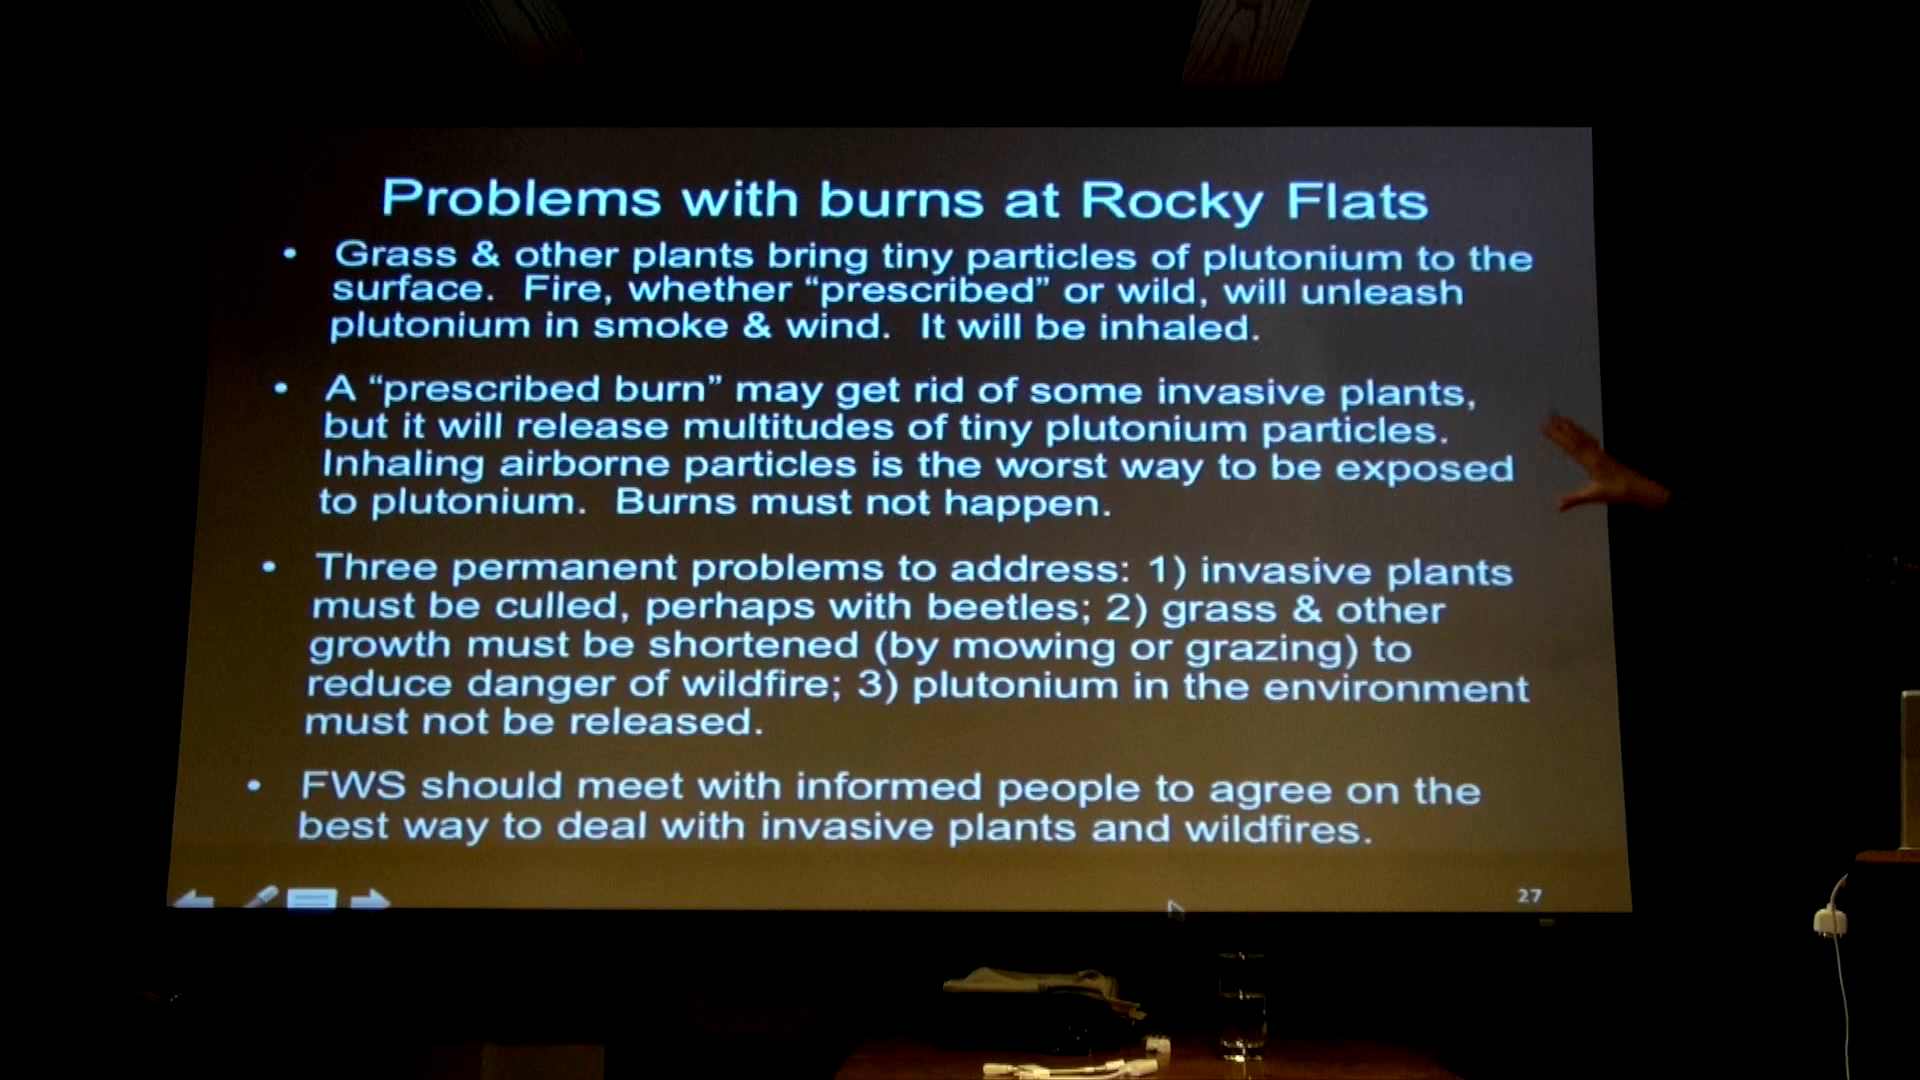 Problems with burns at Rocky Flats
• Grass & other plants bring tiny particles of plutonium to the
surface. Fire, whether “prescribed” or wild, will unleash
plutonium in smoke & wind. It will be inhaled.
• A “prescribed burn” may get rid of some invasive plants,
but it will release multitudes of tiny plutonium particles.
Inhaling airborne particles is the worst way to be exposed
to plutonium. Burns must not happen.
• Three permanent problems to address: 1) invasive plants
must be culled, perhaps with beetles; 2) grass & other
growth must be shortened (by mowing or grazing) to
reduce danger of wildfire; 3) plutonium in the environment
must not be released.
• FWS should meet with informed people to agree on the
best way to deal with invasive plants and wildfires.
27